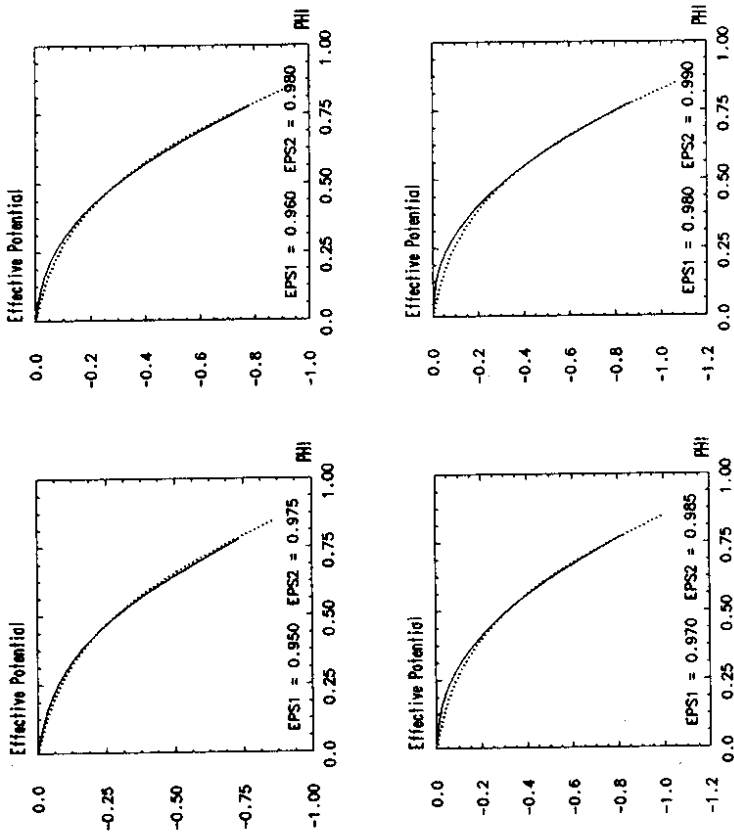 Effective Potential
0.0
-0.25
-0.50
-0.75
-1.00
EPS1 = 0.950 EPS2 = 0.975
0.0 0.25 0.50 0.75 1.00
PHI
Effective Potential
0.0
-0.2
-0.4
-0.6
-0.8
-1.0
EPS1 = 0.960 EPS2 = 0.980
0.0 0.25 0.50 0.75 1.00
PHI
Effective Potential
0.0
-0.2
-0.4
-0.6
-0.8
-1.0
-1.2
EPS1 = 0.970 EPS2 = 0.985
0.0 0.25 0.50 0.75 1.00
PHI
Effective Potential
0.0
-0.2
-0.4
-0.6
-0.8
-1.0
-1.2
EPS1 = 0.980 EPS2 = 0.990
0.0 0.25 0.50 0.75 1.00
PHI